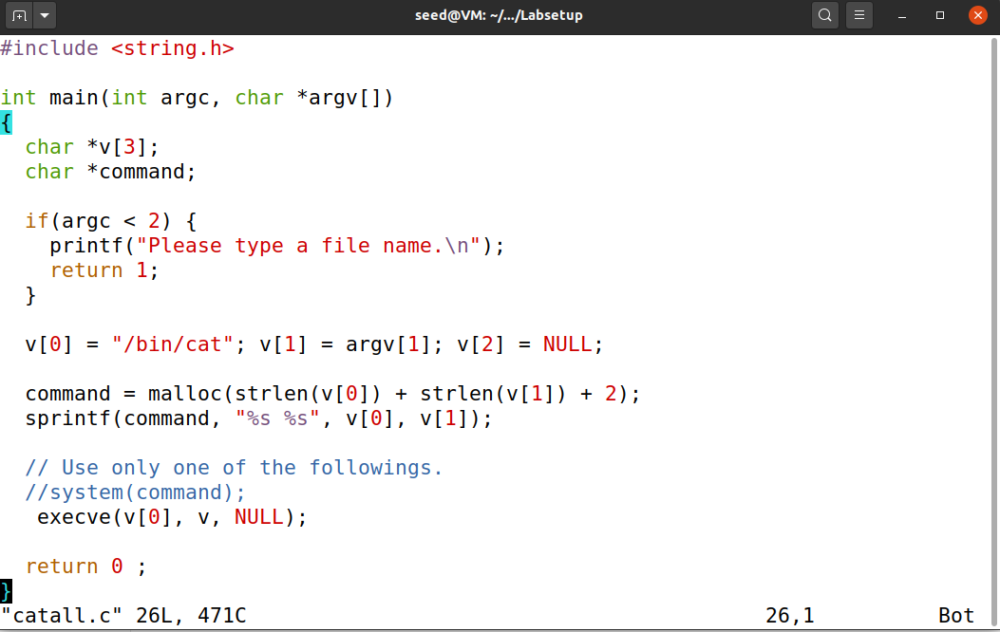 seed@VM: ~/.../Labsetup
#include <string.h>
int main(int argc, char *argv[])
{
  char *v[3];
  char *command;
  if(argc < 2) {
    printf("Please type a file name.\n");
    return 1;
  }
  v[0] = "/bin/cat"; v[1] = argv[1]; v[2] = NULL;
  command = malloc(strlen(v[0]) + strlen(v[1]) + 2);
  sprintf(command, "%s %s", v[0], v[1]);
  // Use only one of the followings.
  //system(command);
   execve(v[0], v, NULL);
  return 0 ;
}
"catall.c" 26L, 471C 26,1 Bot